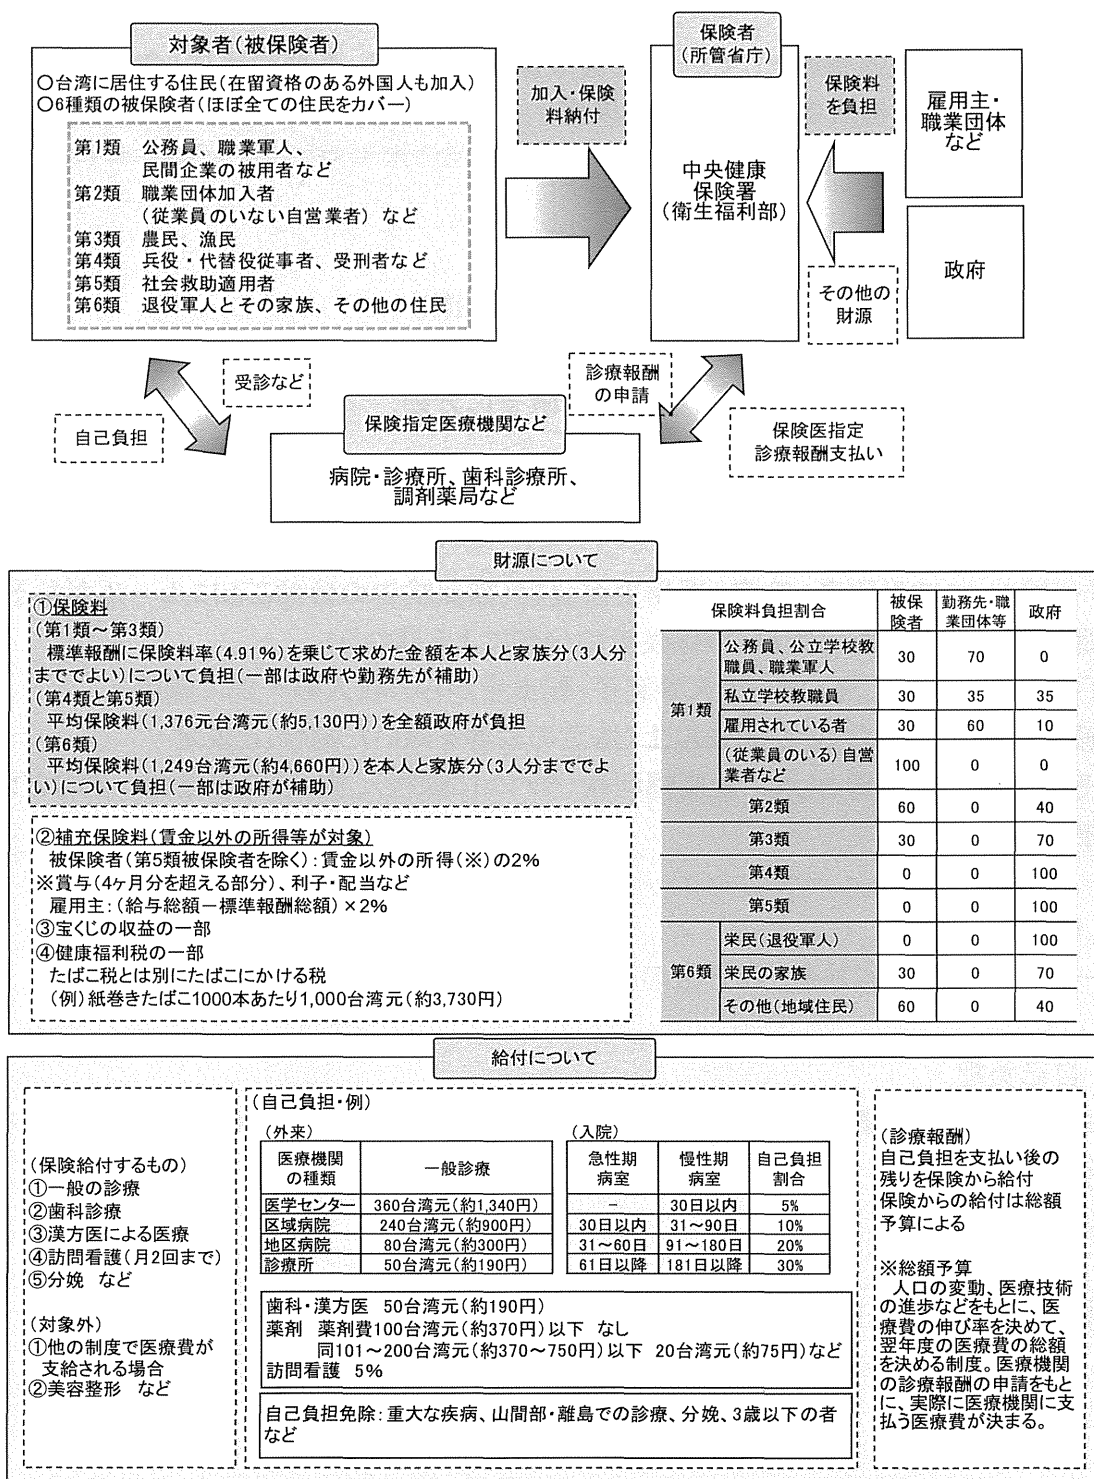 対象者(被保険者)
○台湾に居住する住民(在留資格のある外国人も加入)
○6種類の被保険者(ほぼ全ての住民をカバー)
第1類 公務員、職業軍人、
民間企業の被用者など
第2類 職業団体加入者
(従業員のいない自営業者) など
第3類 農民、漁民
第4類 兵役・代替役従事者、受刑者など
第5類 社会救助適用者
第6類 退役軍人とその家族、その他の住民
加入・保険
料納付
保険者
(所管省庁)
中央健康
保険署
(衛生福利部)
保険料
を負担
その他の
財源
雇用主・
職業団体
など
政府
受診など
自己負担
診療報酬
の申請
保険医指定
診療報酬支払い
保険指定医療機関など
病院・診療所、歯科診療所、
調剤薬局など
財源について
①保険料
(第1類~第3類)
標準報酬に保険料率(4.91%)を乗じて求めた金額を本人と家族分(3人分
まででよい)について負担(一部は政府や勤務先が補助)
(第4類と第5類)
平均保険料(1,376元台湾元(約5,130円))を全額政府が負担
(第6類)
平均保険料(1,249台湾元(約4,660円))を本人と家族分(3人分まででよ
い)について負担(一部は政府が補助)
②補充保険料(賃金以外の所得等が対象)
被保険者(第5類被保険者を除く):賃金以外の所得(※)の2%
※賞与(4ヶ月分を超える部分)、利子・配当など
雇用主:(給与総額-標準報酬総額)×2%
③宝くじの収益の一部
④健康福利税の一部
たばこ税とは別にたばこにかける税
(例)紙巻きたばこ1000本あたり1,000台湾元(約3,730円)
保険料負担割合 被保険者 勤務先・職業団体等 政府
第1類 公務員、公立学校教職員、職業軍人 30 70 0
私立学校教職員 30 35 35
雇用されている者 30 60 10
(従業員のいる)自営業者など 100 0 0
第2類 60 0 40
第3類 30 0 70
第4類 0 0 100
第5類 0 0 100
第6類 栄民(退役軍人) 0 0 100
栄民の家族 30 0 70
その他(地域住民) 60 0 40
給付について
(保険給付するもの)
①一般の診療
②歯科診療
③漢方医による医療
④訪問看護(月2回まで)
⑤分娩 など
(対象外)
①他の制度で医療費が
支給される場合
②美容整形 など
(自己負担・例)
(外来)
医療機関の種類 一般診療
医学センター 360台湾元(約1,340円)
区域病院 240台湾元(約900円)
地区病院 80台湾元(約300円)
診療所 50台湾元(約190円)
(入院)
急性期病室 慢性期病室 自己負担割合
- 30日以内 5%
30日以内 31~90日 10%
31~60日 91~180日 20%
61日以降 181日以降 30%
歯科・漢方医 50台湾元(約190円)
薬剤 薬剤費100台湾元(約370円)以下 なし
同101~200台湾元(約370~750円)以下 20台湾元(約75円)など
訪問看護 5%
自己負担免除:重大な疾病、山間部・離島での診療、分娩、3歳以下の者
など
(診療報酬)
自己負担を支払い後の
残りを保険から給付
保険からの給付は総額
予算による
※総額予算
人口の変動、医療技術
の進歩などをもとに、医
療費の伸び率を決めて、
翌年度の医療費の総額
を決める制度。医療機関
の診療報酬の申請をもと
に、実際に医療機関に支
払う医療費が決まる。